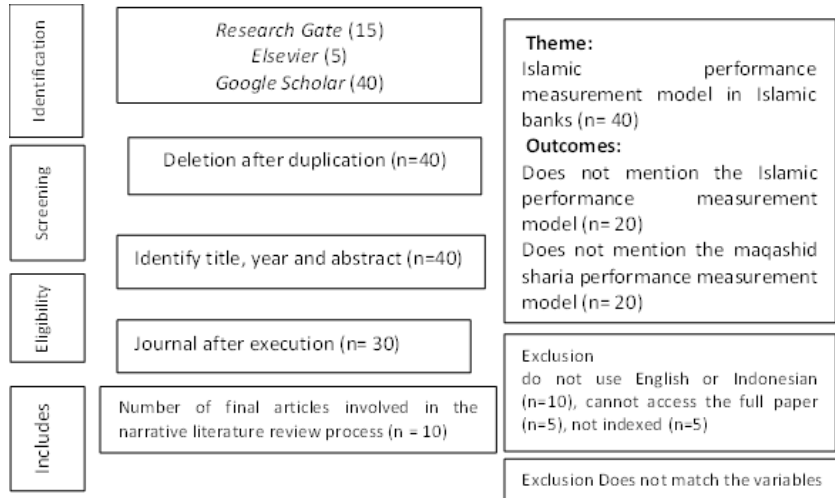 Identification
Research Gate (15)
Elsevier (5)
Google Scholar (40)
Screening
Deletion after duplication (n=40)
Identify title, year and abstract (n=40)
Eligibility
Journal after execution (n= 30)
Includes
Number of final articles involved in the
narrative literature review process (n = 10)
Theme:
Islamic performance
measurement model in Islamic
banks (n= 40)
Outcomes:
Does not mention the Islamic
performance measurement
model (n= 20)
Does not mention the maqashid
sharia performance measurement
model (n= 20)
Exclusion
do not use English or Indonesian
(n=10), cannot access the full paper
(n=5), not indexed (n=5)
Exclusion Does not match the variables